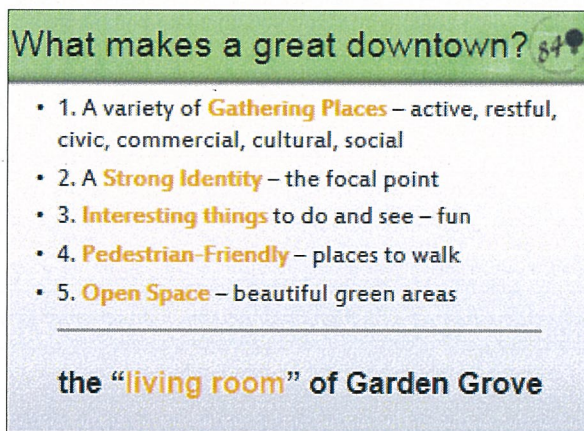 What makes a great downtown? 84
• 1. A variety of Gathering Places – active, restful,
civic, commercial, cultural, social
• 2. A Strong Identity – the focal point
• 3. Interesting things to do and see – fun
• 4. Pedestrian-Friendly – places to walk
• 5. Open Space – beautiful green areas
the “living room” of Garden Grove